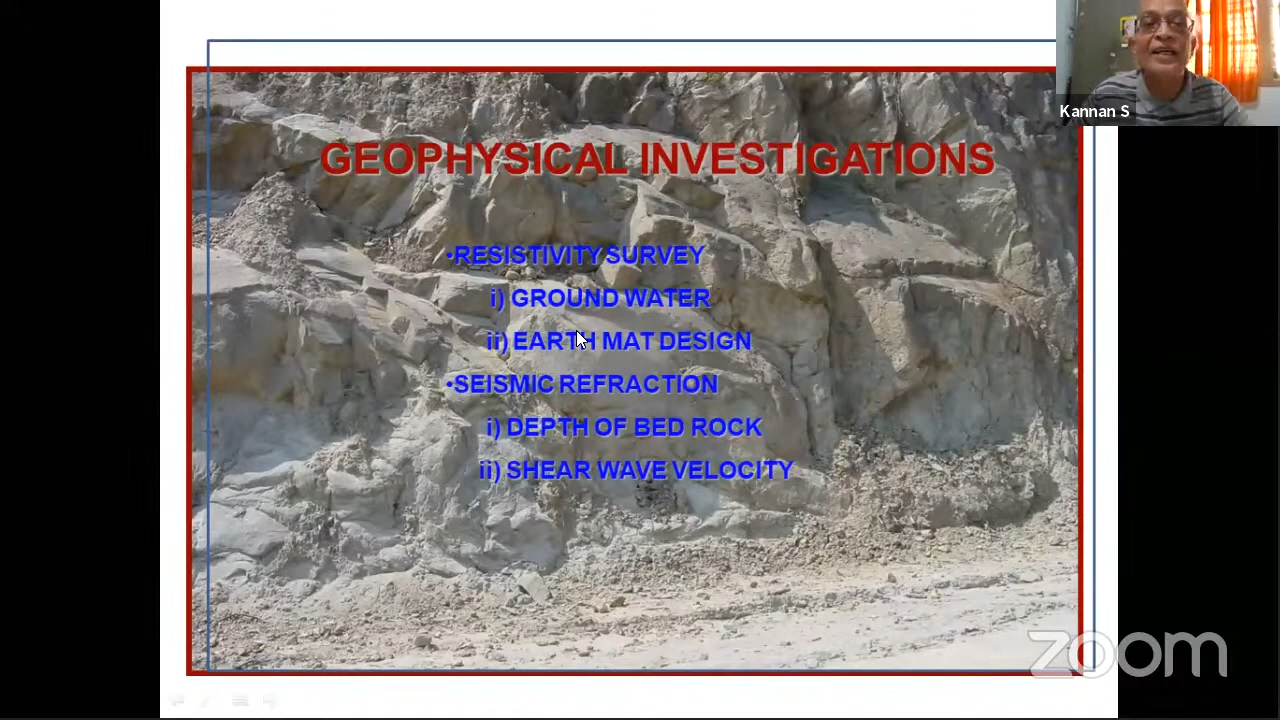 Kannan S
GEOPHYSICAL INVESTIGATIONS
•RESISTIVITY SURVEY
i) GROUND WATER
ii) EARTH MAT DESIGN
•SEISMIC REFRACTION
i) DEPTH OF BED ROCK
ii) SHEAR WAVE VELOCITY
zoom